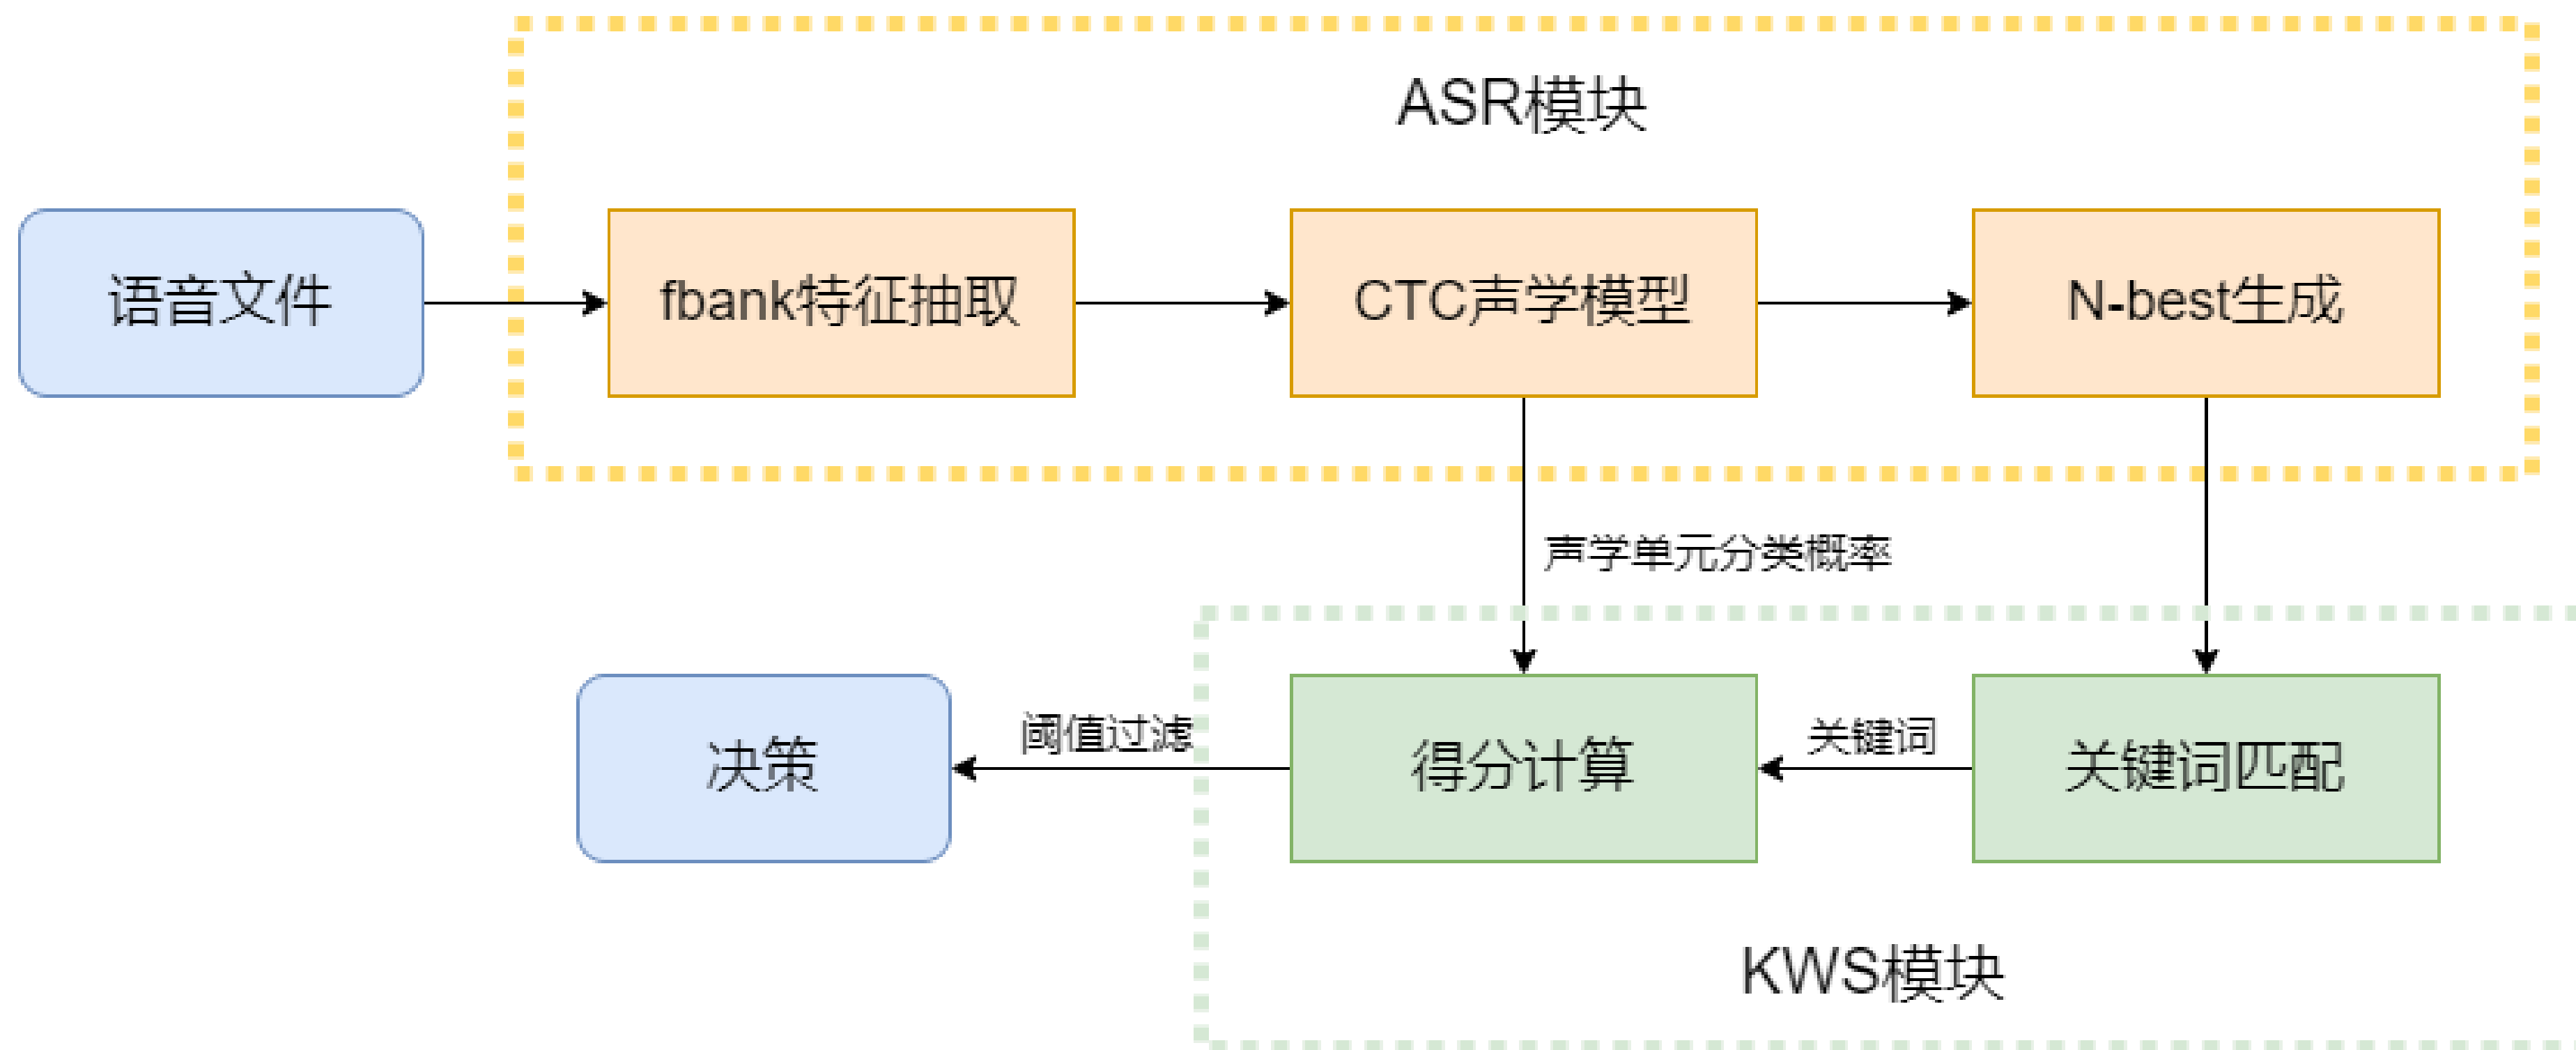 ASR模块
语音文件
fbank特征抽取
CTC声学模型
N-best生成
声学单元分类概率
决策
阈值过滤
得分计算
关键词
关键词匹配
KWS模块